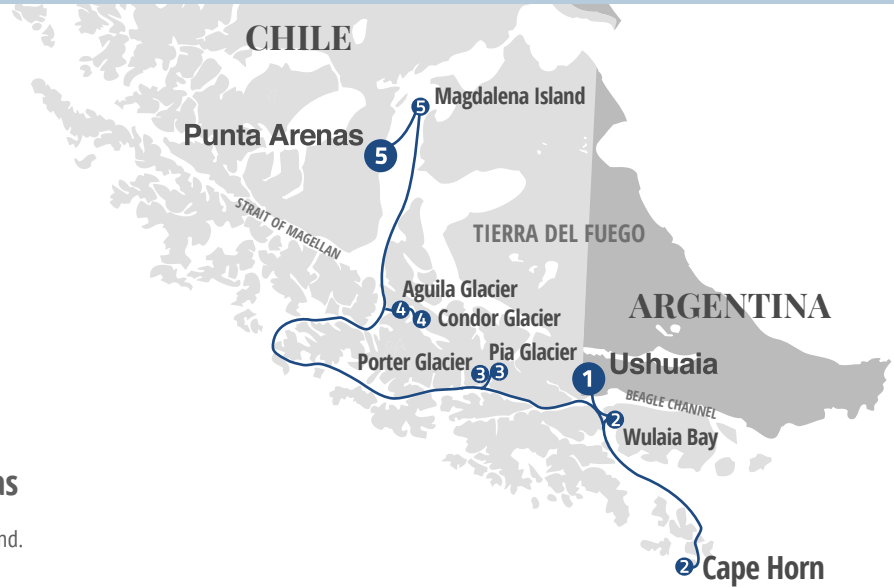 CHILE
Magdalena Island
5
Punta Arenas
5
STRAIT OF MAGELLAN
TIERRA DEL FUEGO
Aguila Glacier
4
4
Condor Glacier
ARGENTINA
Pia Glacier
Porter Glacier
3
3
Ushuaia
1
BEAGLE CHANNEL
2
Wulaia Bay
as
nd.
2
Cape Horn